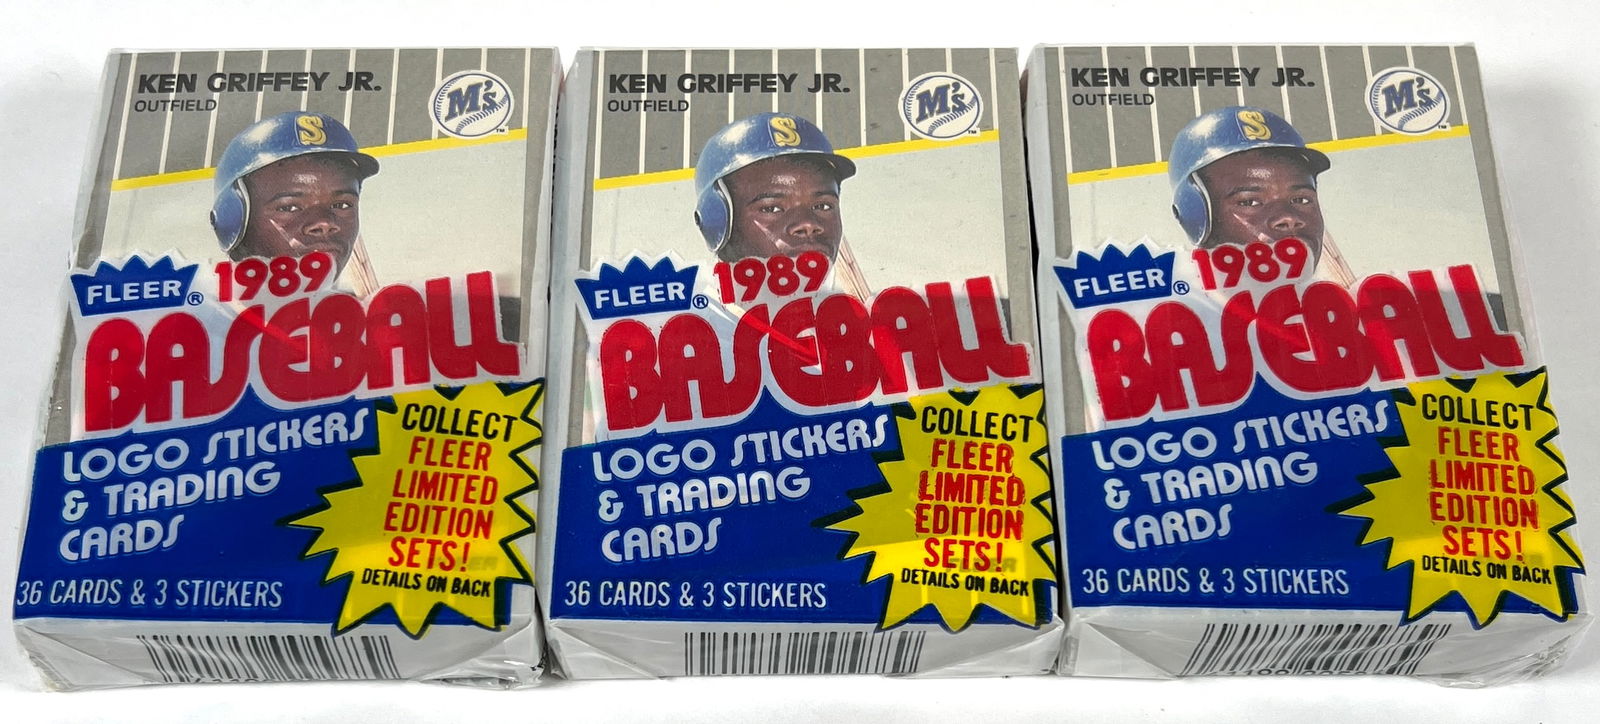 KEN GRIFFEY JR.
OUTFIELD
M's
TM
S
FLEER®
1989
BASEBALL
LOGO STICKERS
& TRADING
CARDS
36 CARDS & 3 STICKERS
COLLECT
FLEER
LIMITED
EDITION
SETS!
DETAILS ON BACK
KEN GRIFFEY JR.
OUTFIELD
M's
TM
S
FLEER®
1989
BASEBALL
LOGO STICKERS
& TRADING
CARDS
36 CARDS & 3 STICKERS
COLLECT
FLEER
LIMITED
EDITION
SETS!
DETAILS ON BACK
KEN GRIFFEY JR.
OUTFIELD
M's
TM
S
FLEER®
1989
BASEBALL
LOGO STICKERS
& TRADING
CARDS
36 CARDS & 3 STICKERS
COLLECT
FLEER
LIMITED
EDITION
SETS!
DETAILS ON BACK